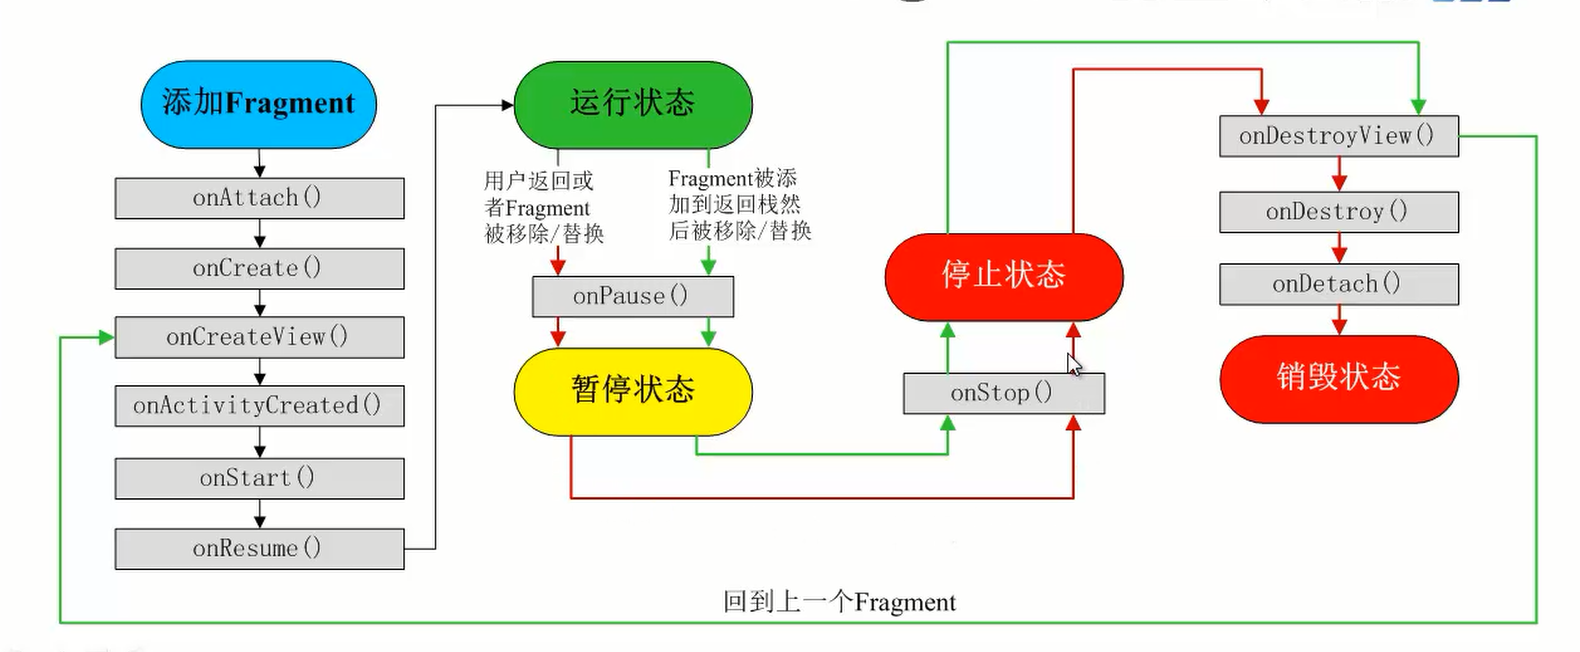 添加Fragment
onAttach()
onCreate()
onCreateView()
onActivityCreated()
onStart()
onResume()
运行状态
用户返回或
者Fragment
被移除/替换
Fragment被添
加到返回栈然
后被移除/替换
onPause()
暂停状态
停止状态
onStop()
onDestroyView()
onDestroy()
onDetach()
销毁状态
回到上一个Fragment